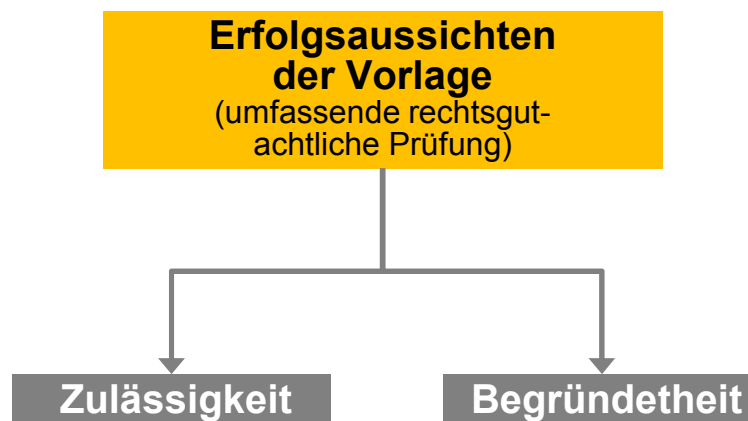 Erfolgsaussichten
der Vorlage
(umfassende rechtsgut-
achtliche Prüfung)
Zulässigkeit
Begründetheit